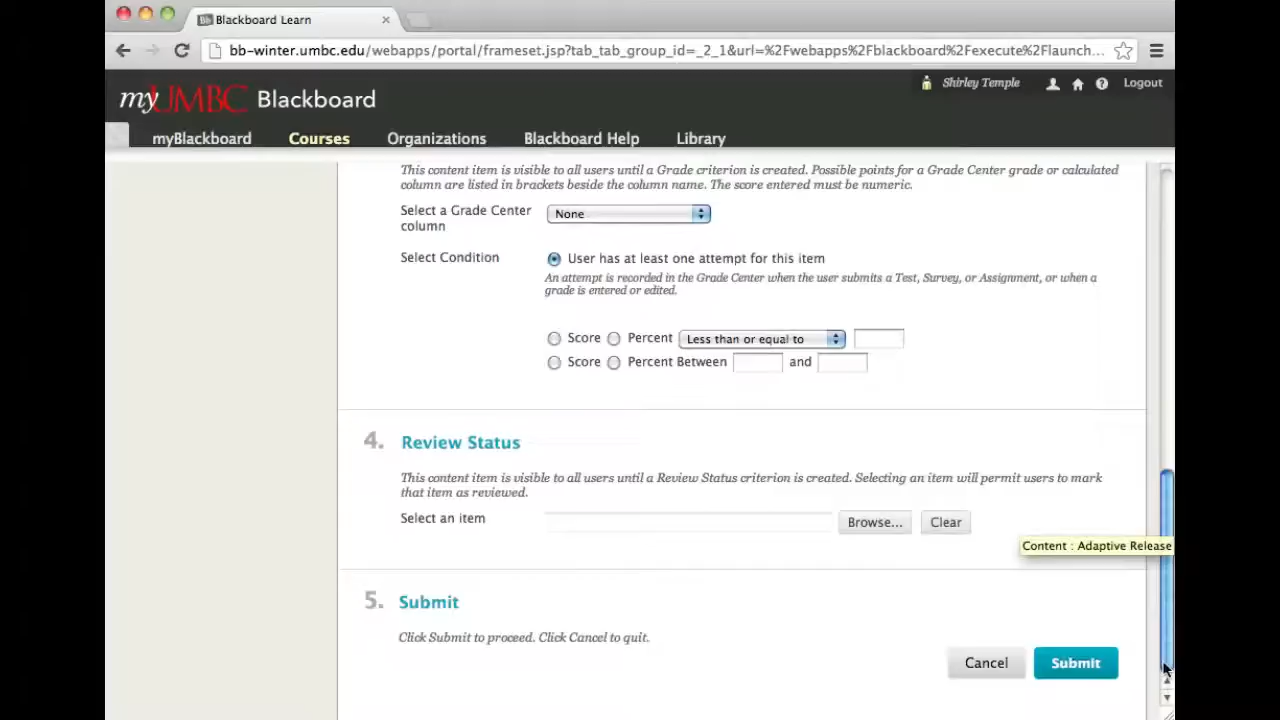 Blackboard Learn
bb-winter.umbc.edu/webapps/portal/frameset.jsp?tab_tab_group_id=_2_1&url=%2Fwebapps%2Fblackboard%2Fexecute%2Flaunch...
Shirley Temple
Logout
myUMBC Blackboard
myBlackboard Courses Organizations Blackboard Help Library
This content item is visible to all users until a Grade criterion is created. Possible points for a Grade Center grade or calculated
column are listed in brackets beside the column name. The score entered must be numeric.
Select a Grade Center
column
None
Select Condition
User has at least one attempt for this item
An attempt is recorded in the Grade Center when the user submits a Test, Survey, or Assignment, or when a
grade is entered or edited.
Score Percent Less than or equal to
Score Percent Between and
4. Review Status
This content item is visible to all users until a Review Status criterion is created. Selecting an item will permit users to mark
that item as reviewed.
Select an item Browse... Clear
Content : Adaptive Release
5. Submit
Click Submit to proceed. Click Cancel to quit.
Cancel Submit